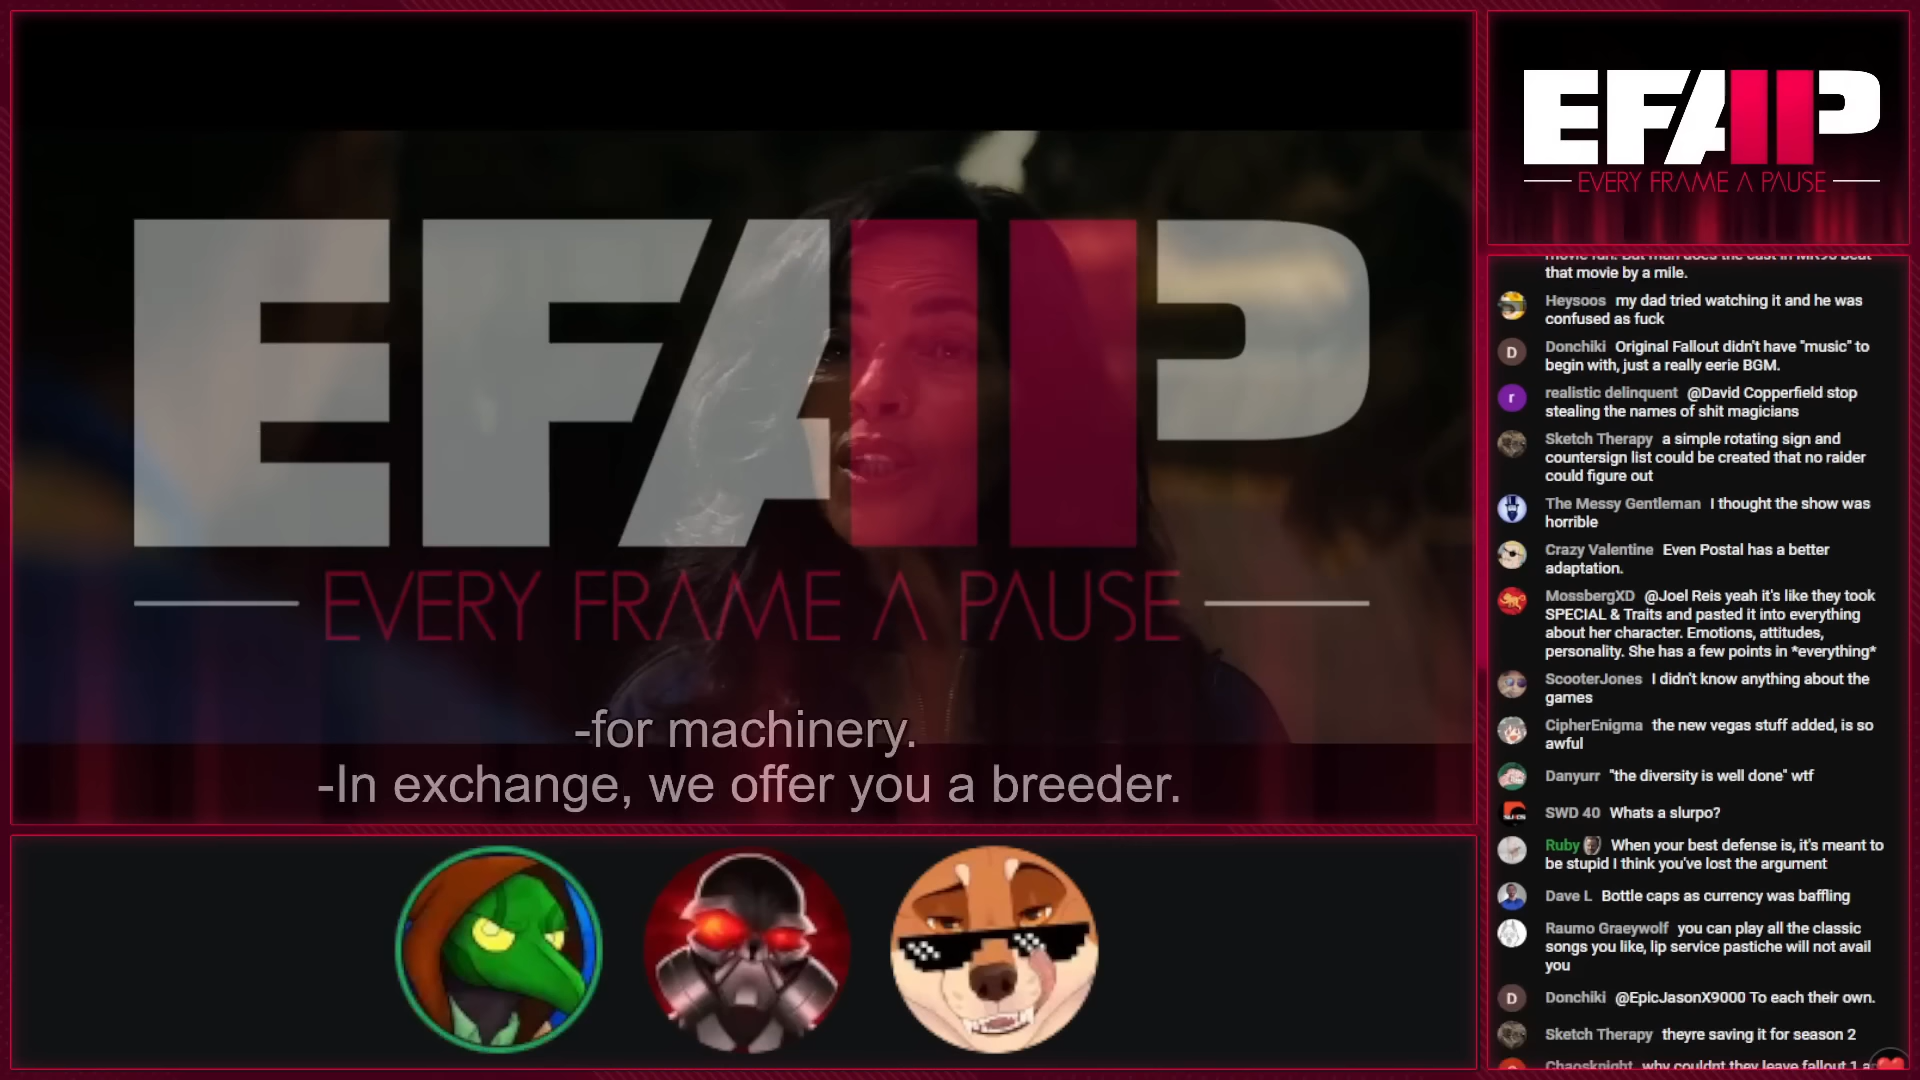 EFAP
EVERY FRAME A PAUSE
-for machinery.
-In exchange, we offer you a breeder.
EFAP
EVERY FRAME A PAUSE
that movie by a mile.
Heysoos my dad tried watching it and he was
confused as fuck
D
Donchiki Original Fallout didn't have "music" to
begin with, just a really eerie BGM.
r
realistic delinquent @David Copperfield stop
stealing the names of shit magicians
Sketch Therapy a simple rotating sign and
countersign list could be created that no raider
could figure out
The Messy Gentleman I thought the show was
horrible
Crazy Valentine Even Postal has a better
adaptation.
MossbergXD @Joel Reis yeah it's like they took
SPECIAL & Traits and pasted it into everything
about her character. Emotions, attitudes,
personality. She has a few points in *everything*
ScooterJones I didn't know anything about the
games
CipherEnigma the new vegas stuff added, is so
awful
Danyurr "the diversity is well done" wtf
SWD 40 Whats a slurpo?
Ruby When your best defense is, it's meant to
be stupid I think you've lost the argument
Dave L Bottle caps as currency was baffling
Raumo Graeywolf you can play all the classic
songs you like, lip service pastiche will not avail
you
D
Donchiki @EpicJasonX9000 To each their own.
Sketch Therapy theyre saving it for season 2
Chaosknight why couldnt they leave fallout 1